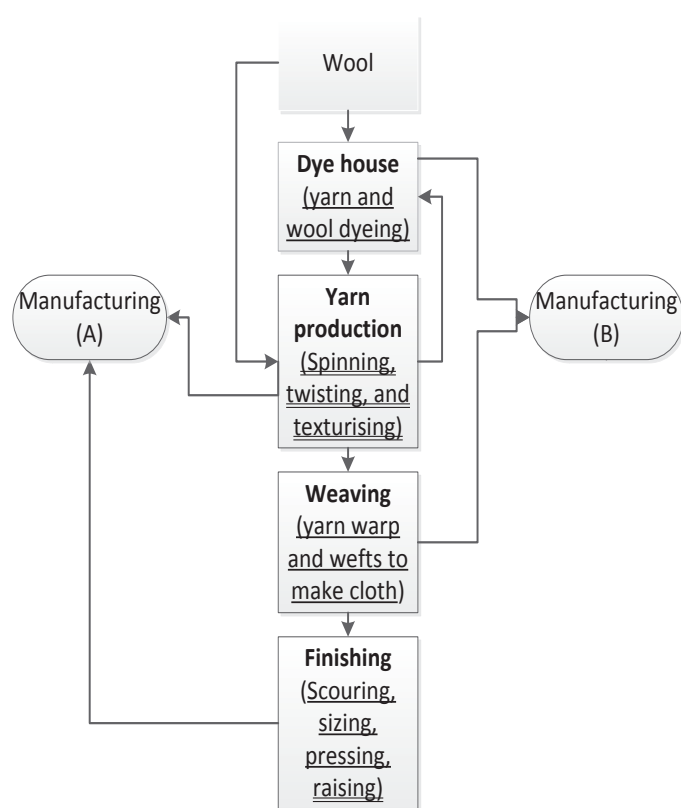 Wool
Dye house
(yarn and
wool dyeing)
Manufacturing
(A)
Yarn
production
(Spinning,
twisting, and
texturising)
Manufacturing
(B)
Weaving
(yarn warp
and wefts to
make cloth)
Finishing
(Scouring,
sizing,
pressing,
raising)